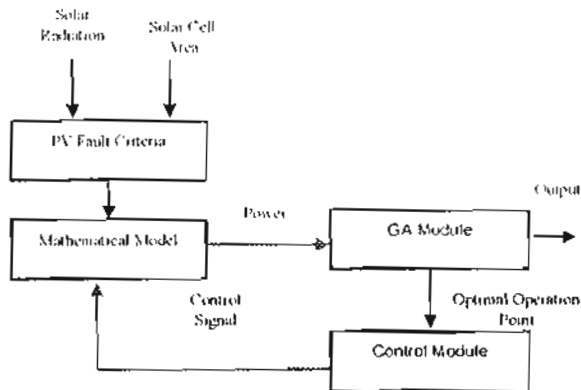 Solar
Radiation
Solar Cell
Area
PV Fault Criteria
Mathematical Model
Power
GA Module
Output
Control
Signal
Optimal Operation
Point
Control Module